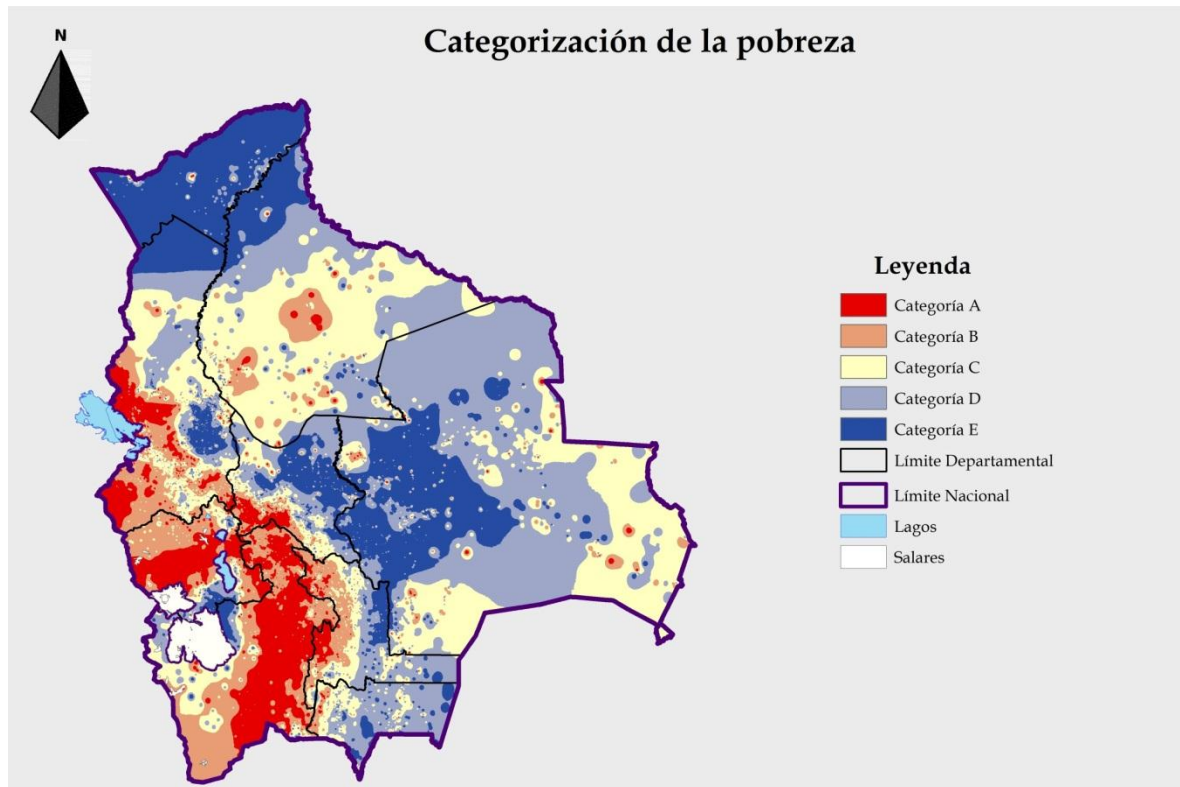 N
Categorización de la pobreza
Leyenda
Categoría A
Categoría B
Categoría C
Categoría D
Categoría E
Límite Departamental
Límite Nacional
Lagos
Salares